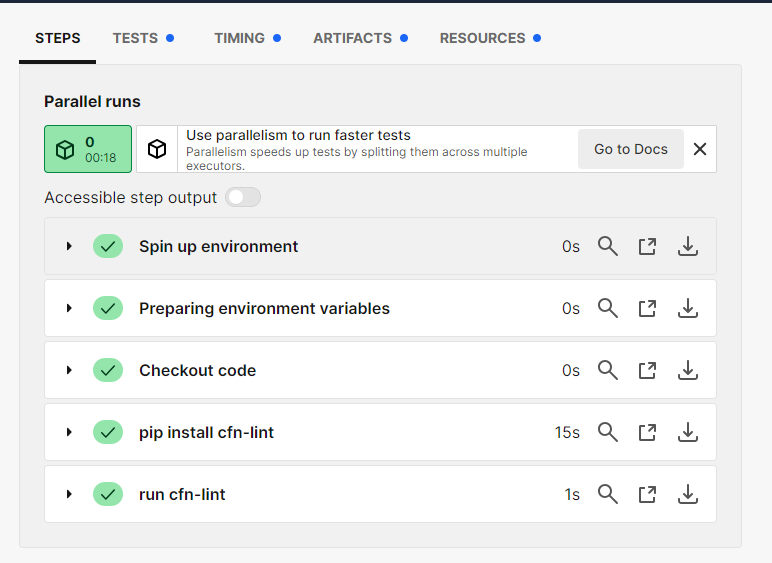 STEPS TESTS TIMING ARTIFACTS RESOURCES
Parallel runs
0
00:18
Use parallelism to run faster tests
Parallelism speeds up tests by splitting them across multiple
executors.
Go to Docs
Accessible step output
Spin up environment 0s
Preparing environment variables 0s
Checkout code 0s
pip install cfn-lint 15s
run cfn-lint 1s